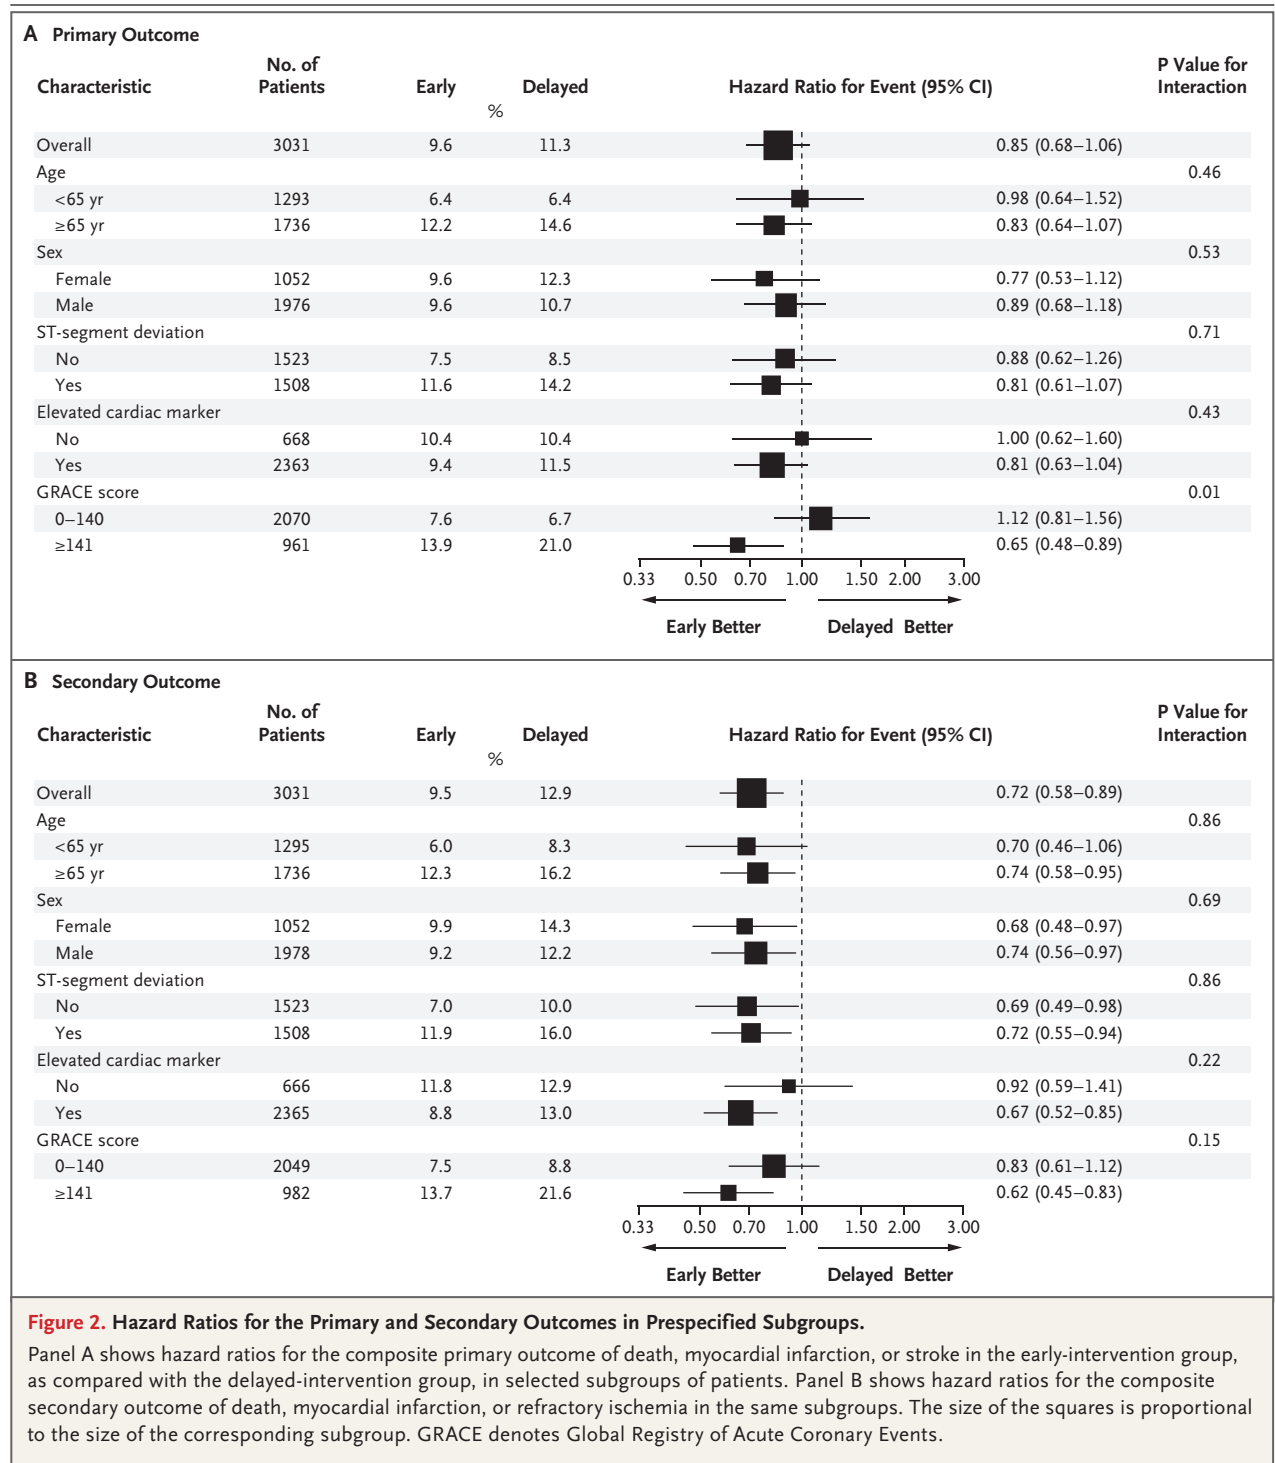 A Primary Outcome
Characteristic No. of Patients Early Delayed Hazard Ratio for Event (95% CI) P Value for Interaction
%
Overall 3031 9.6 11.3 0.85 (0.68–1.06)
Age 0.46
<65 yr 1293 6.4 6.4 0.98 (0.64–1.52)
≥65 yr 1736 12.2 14.6 0.83 (0.64–1.07)
Sex 0.53
Female 1052 9.6 12.3 0.77 (0.53–1.12)
Male 1976 9.6 10.7 0.89 (0.68–1.18)
ST-segment deviation 0.71
No 1523 7.5 8.5 0.88 (0.62–1.26)
Yes 1508 11.6 14.2 0.81 (0.61–1.07)
Elevated cardiac marker 0.43
No 668 10.4 10.4 1.00 (0.62–1.60)
Yes 2363 9.4 11.5 0.81 (0.63–1.04)
GRACE score 0.01
0–140 2070 7.6 6.7 1.12 (0.81–1.56)
≥141 961 13.9 21.0 0.65 (0.48–0.89)
0.33 0.50 0.70 1.00 1.50 2.00 3.00
Early Better Delayed Better
B Secondary Outcome
Characteristic No. of Patients Early Delayed Hazard Ratio for Event (95% CI) P Value for Interaction
%
Overall 3031 9.5 12.9 0.72 (0.58–0.89)
Age 0.86
<65 yr 1295 6.0 8.3 0.70 (0.46–1.06)
≥65 yr 1736 12.3 16.2 0.74 (0.58–0.95)
Sex 0.69
Female 1052 9.9 14.3 0.68 (0.48–0.97)
Male 1978 9.2 12.2 0.74 (0.56–0.97)
ST-segment deviation 0.86
No 1523 7.0 10.0 0.69 (0.49–0.98)
Yes 1508 11.9 16.0 0.72 (0.55–0.94)
Elevated cardiac marker 0.22
No 666 11.8 12.9 0.92 (0.59–1.41)
Yes 2365 8.8 13.0 0.67 (0.52–0.85)
GRACE score 0.15
0–140 2049 7.5 8.8 0.83 (0.61–1.12)
≥141 982 13.7 21.6 0.62 (0.45–0.83)
0.33 0.50 0.70 1.00 1.50 2.00 3.00
Early Better Delayed Better
Figure 2. Hazard Ratios for the Primary and Secondary Outcomes in Prespecified Subgroups.
Panel A shows hazard ratios for the composite primary outcome of death, myocardial infarction, or stroke in the early-intervention group,
as compared with the delayed-intervention group, in selected subgroups of patients. Panel B shows hazard ratios for the composite
secondary outcome of death, myocardial infarction, or refractory ischemia in the same subgroups. The size of the squares is proportional
to the size of the corresponding subgroup. GRACE denotes Global Registry of Acute Coronary Events.